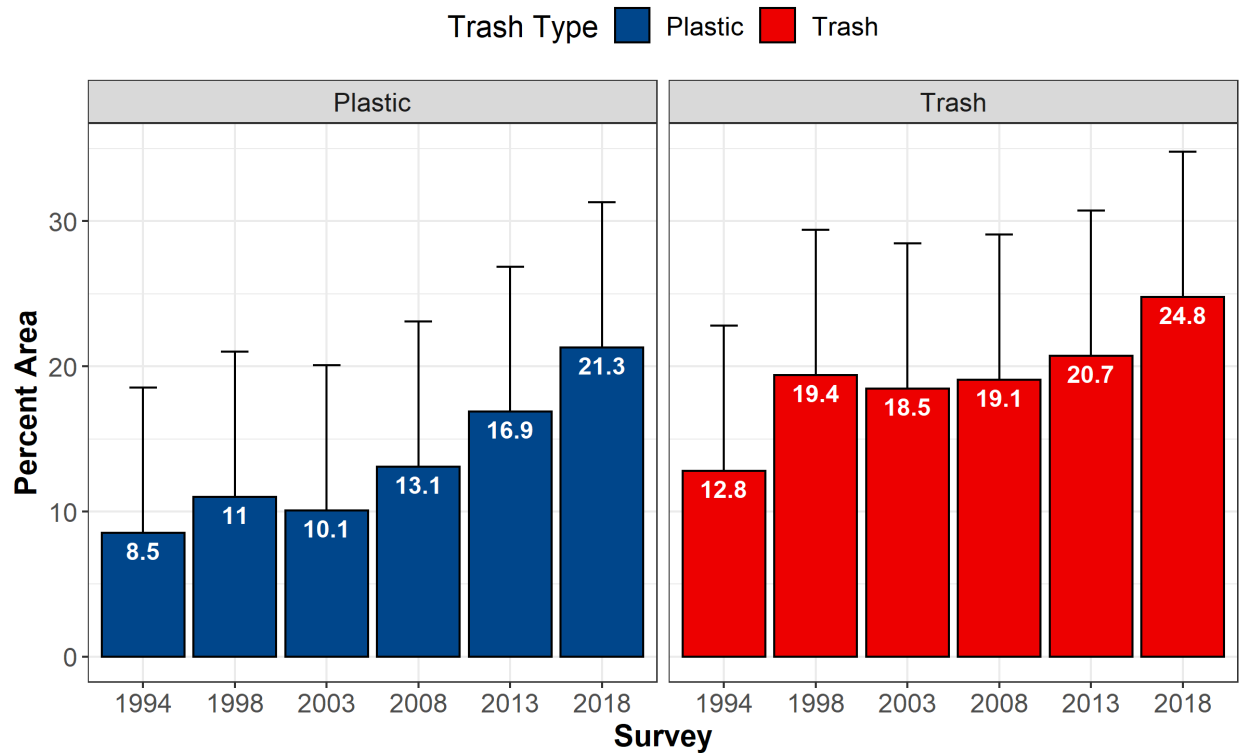 Trash Type Plastic Trash
Plastic Trash
Percent Area
30
20
10
0
8.5 11 10.1 13.1 16.9 21.3
12.8 19.4 18.5 19.1 20.7 24.8
1994 1998 2003 2008 2013 2018 1994 1998 2003 2008 2013 2018
Survey